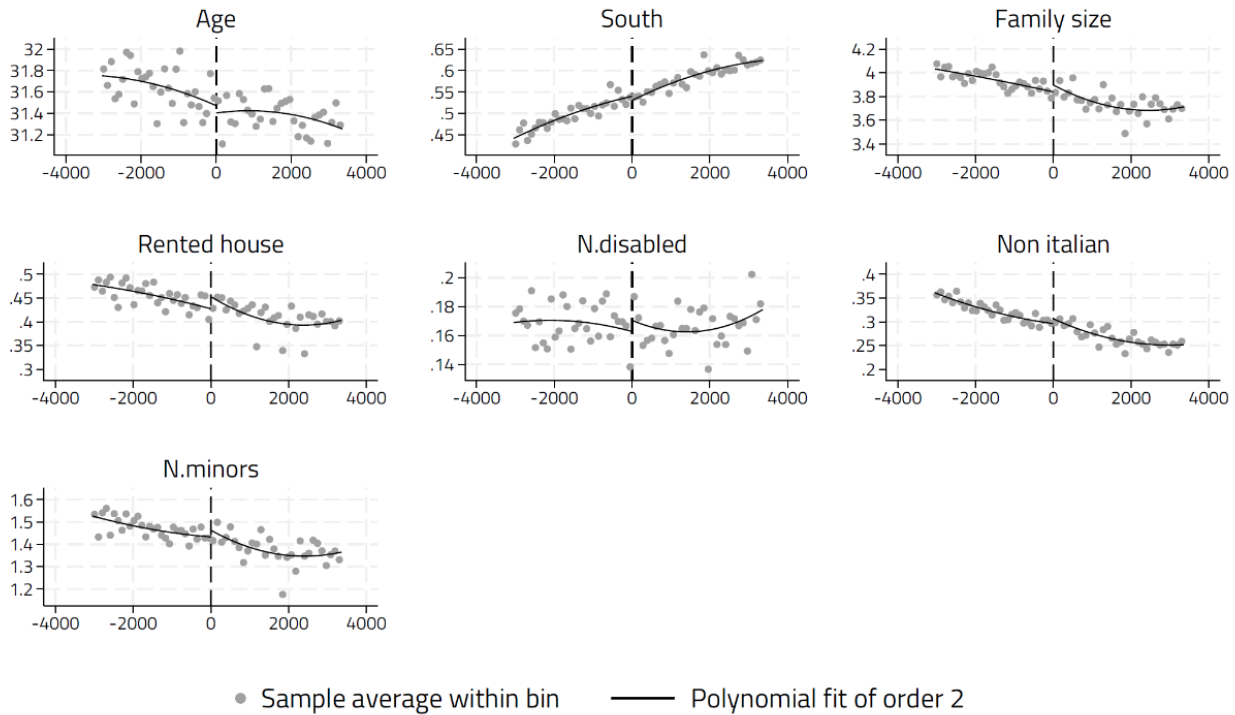 Age
32
31.8
31.6
31.4
31.2
-4000 -2000 0 2000 4000
South
.65
.6
.55
.5
.45
-4000 -2000 0 2000 4000
Family size
4.2
4
3.8
3.6
3.4
-4000 -2000 0 2000 4000
Rented house
.5
.45
.4
.35
.3
-4000 -2000 0 2000 4000
N.disabled
.2
.18
.16
.14
-4000 -2000 0 2000 4000
Non italian
.4
.35
.3
.25
.2
-4000 -2000 0 2000 4000
N.minors
1.6
1.5
1.4
1.3
1.2
-4000 -2000 0 2000 4000
Sample average within bin Polynomial fit of order 2